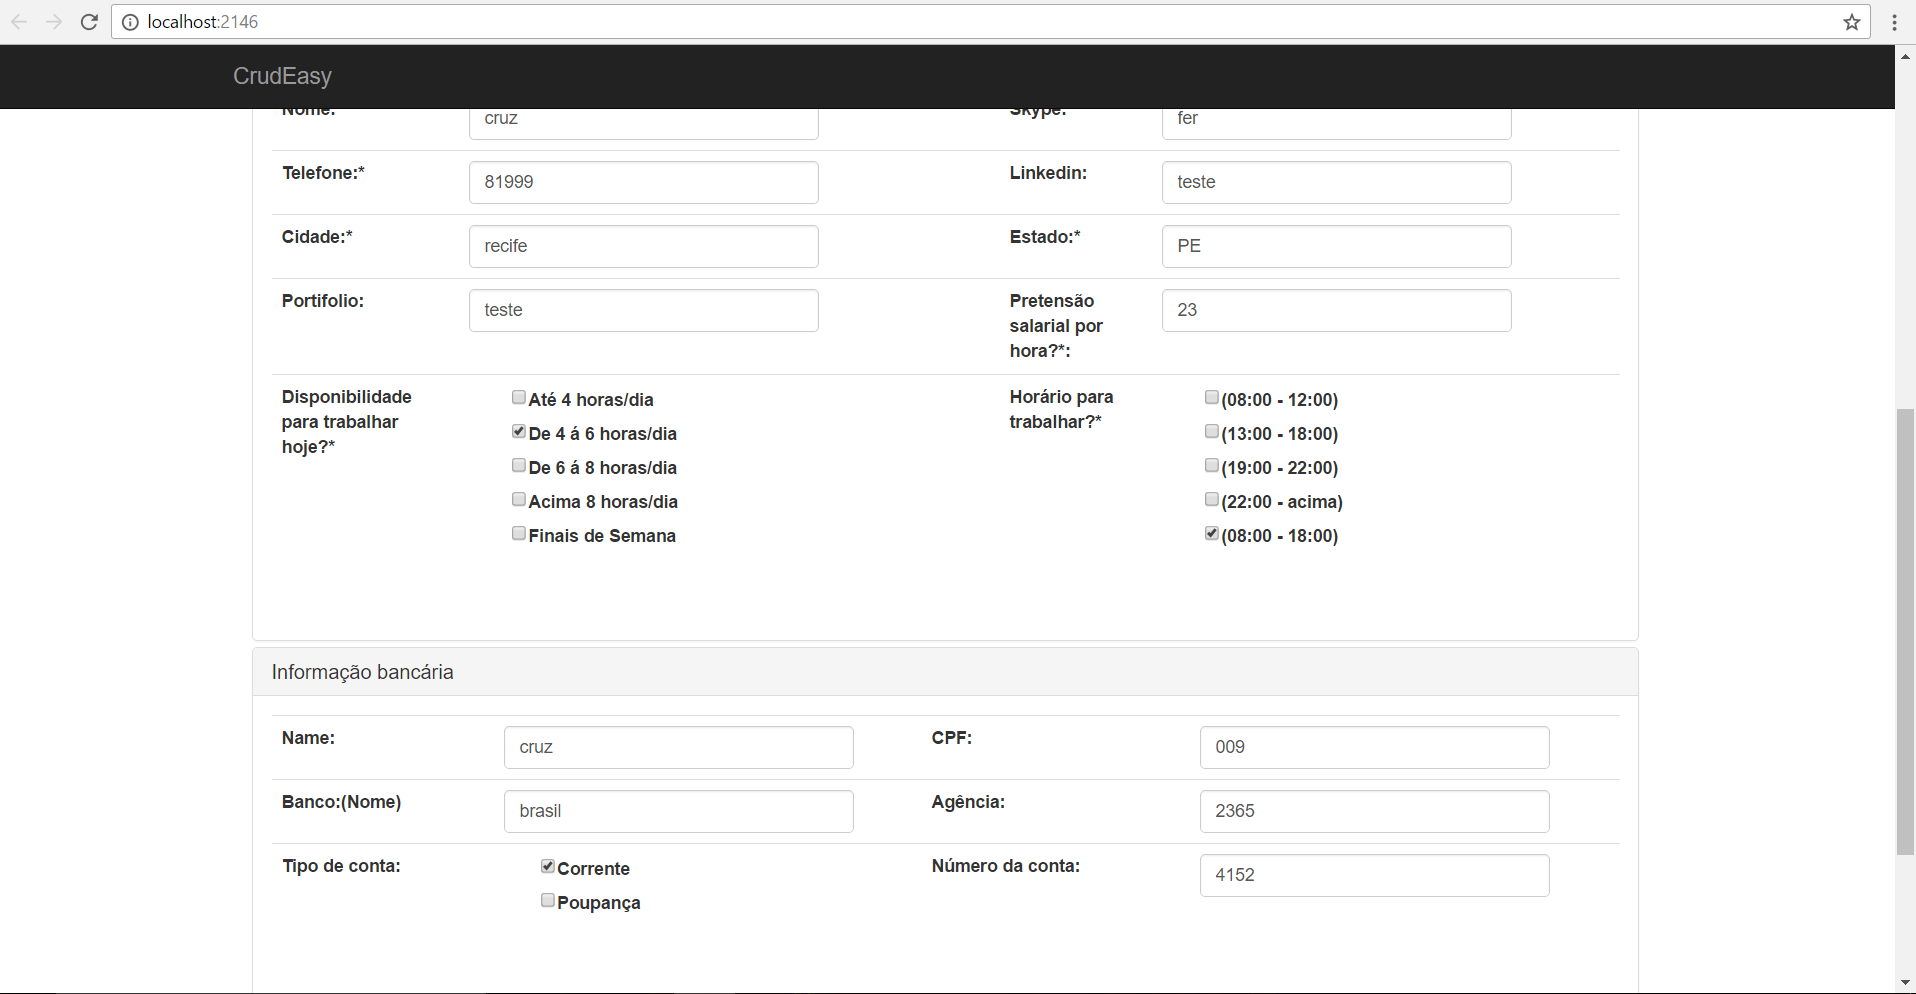 localhost:2146
CrudEasy
Nome: cruz Skype: fer
Telefone:* 81999 Linkedin: teste
Cidade:* recife Estado:* PE
Portifolio: teste Pretensão
salarial por
hora?*: 23
Disponibilidade
para trabalhar
hoje?*
Até 4 horas/dia
De 4 á 6 horas/dia
De 6 á 8 horas/dia
Acima 8 horas/dia
Finais de Semana
Horário para
trabalhar?*
(08:00 - 12:00)
(13:00 - 18:00)
(19:00 - 22:00)
(22:00 - acima)
(08:00 - 18:00)
Informação bancária
Name: cruz CPF: 009
Banco:(Nome) brasil Agência: 2365
Tipo de conta: Corrente
Poupança
Número da conta: 4152